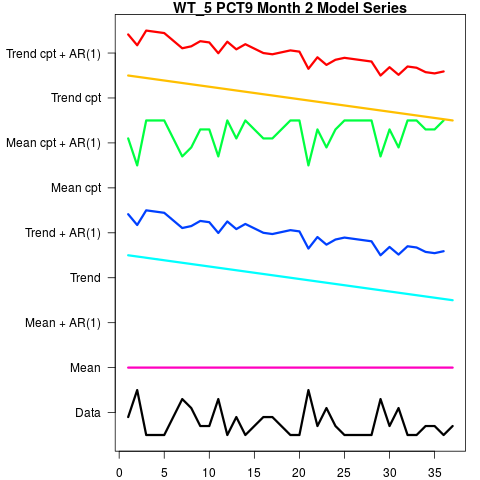 WT_5 PCT9 Month 2 Model Series
Trend cpt + AR(1)
Trend cpt
Mean cpt + AR(1)
Mean cpt
Trend + AR(1)
Trend
Mean + AR(1)
Mean
Data
0 5 10 15 20 25 30 35